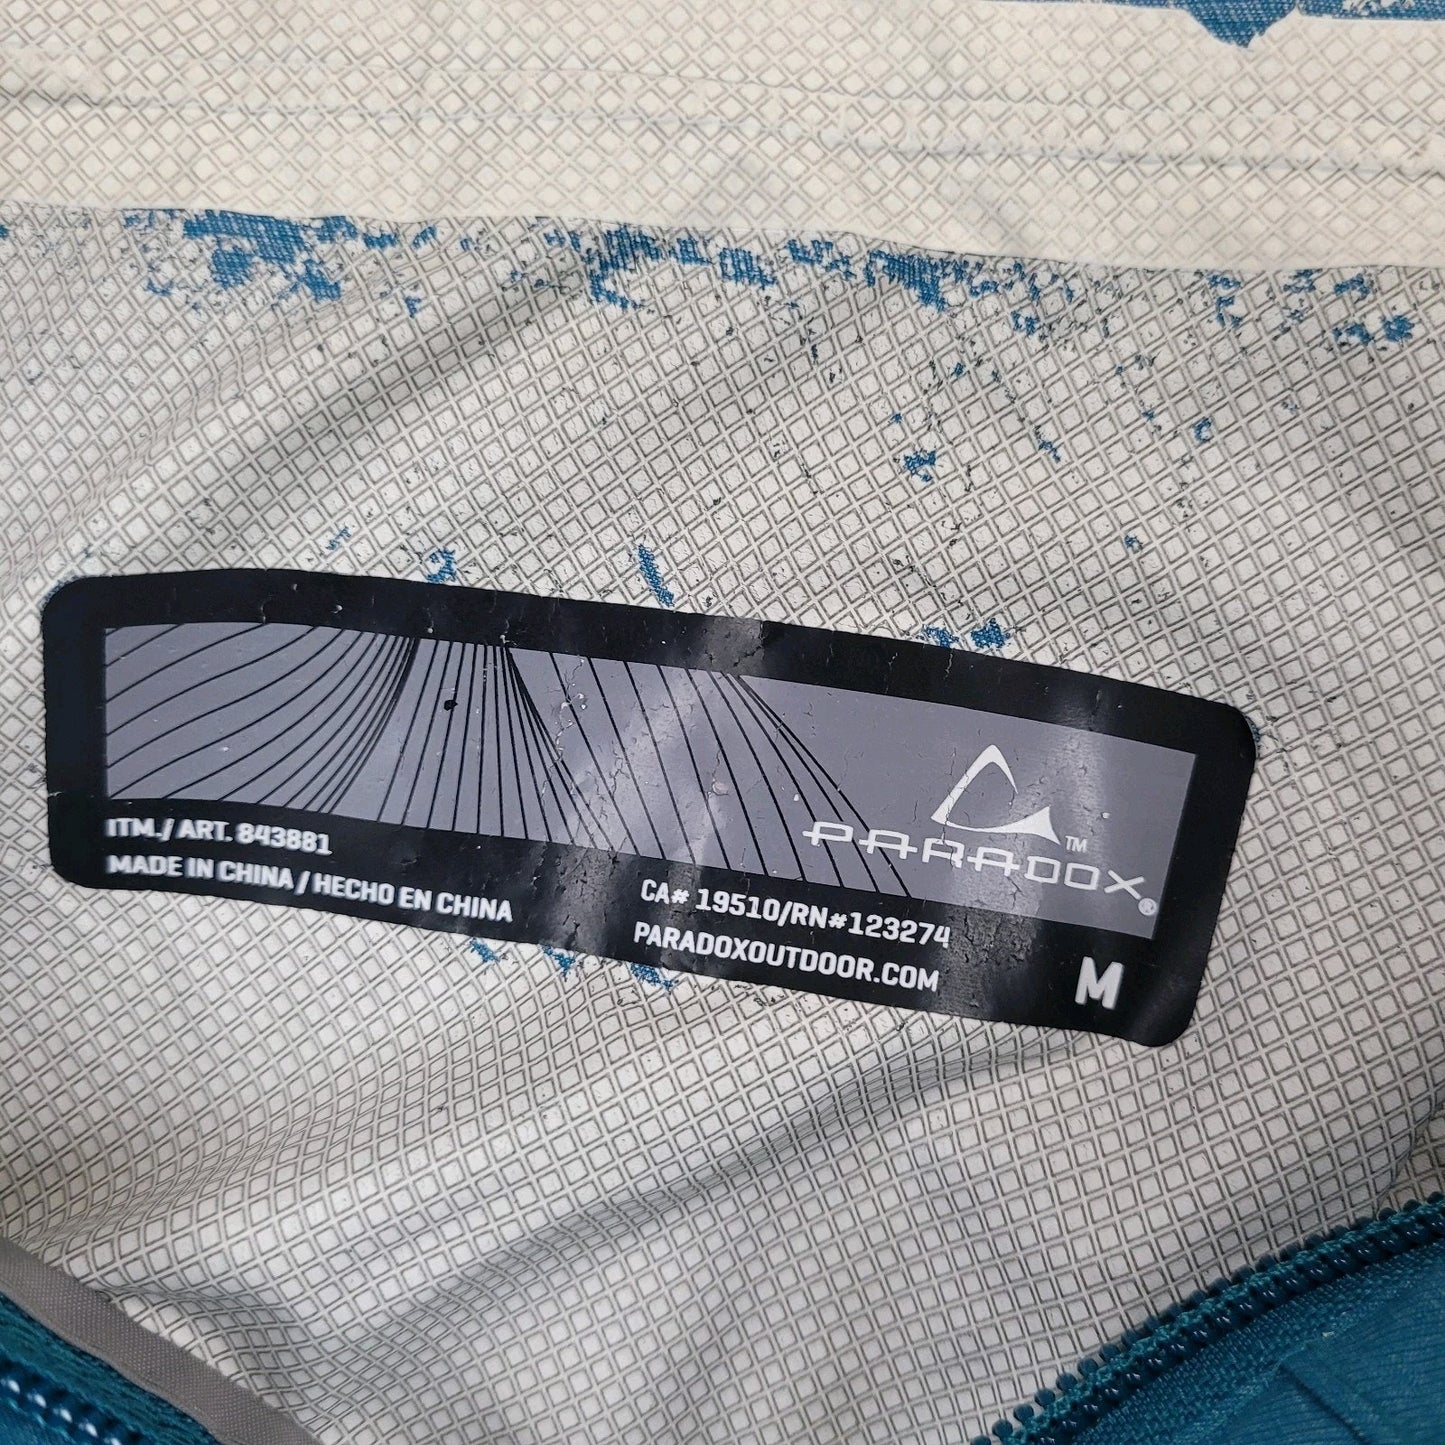 PARADOX™®
ITM./ ART. 843881
MADE IN CHINA / HECHO EN CHINA
CA# 19510/RN#123274
PARADOXOUTDOOR.COM
M